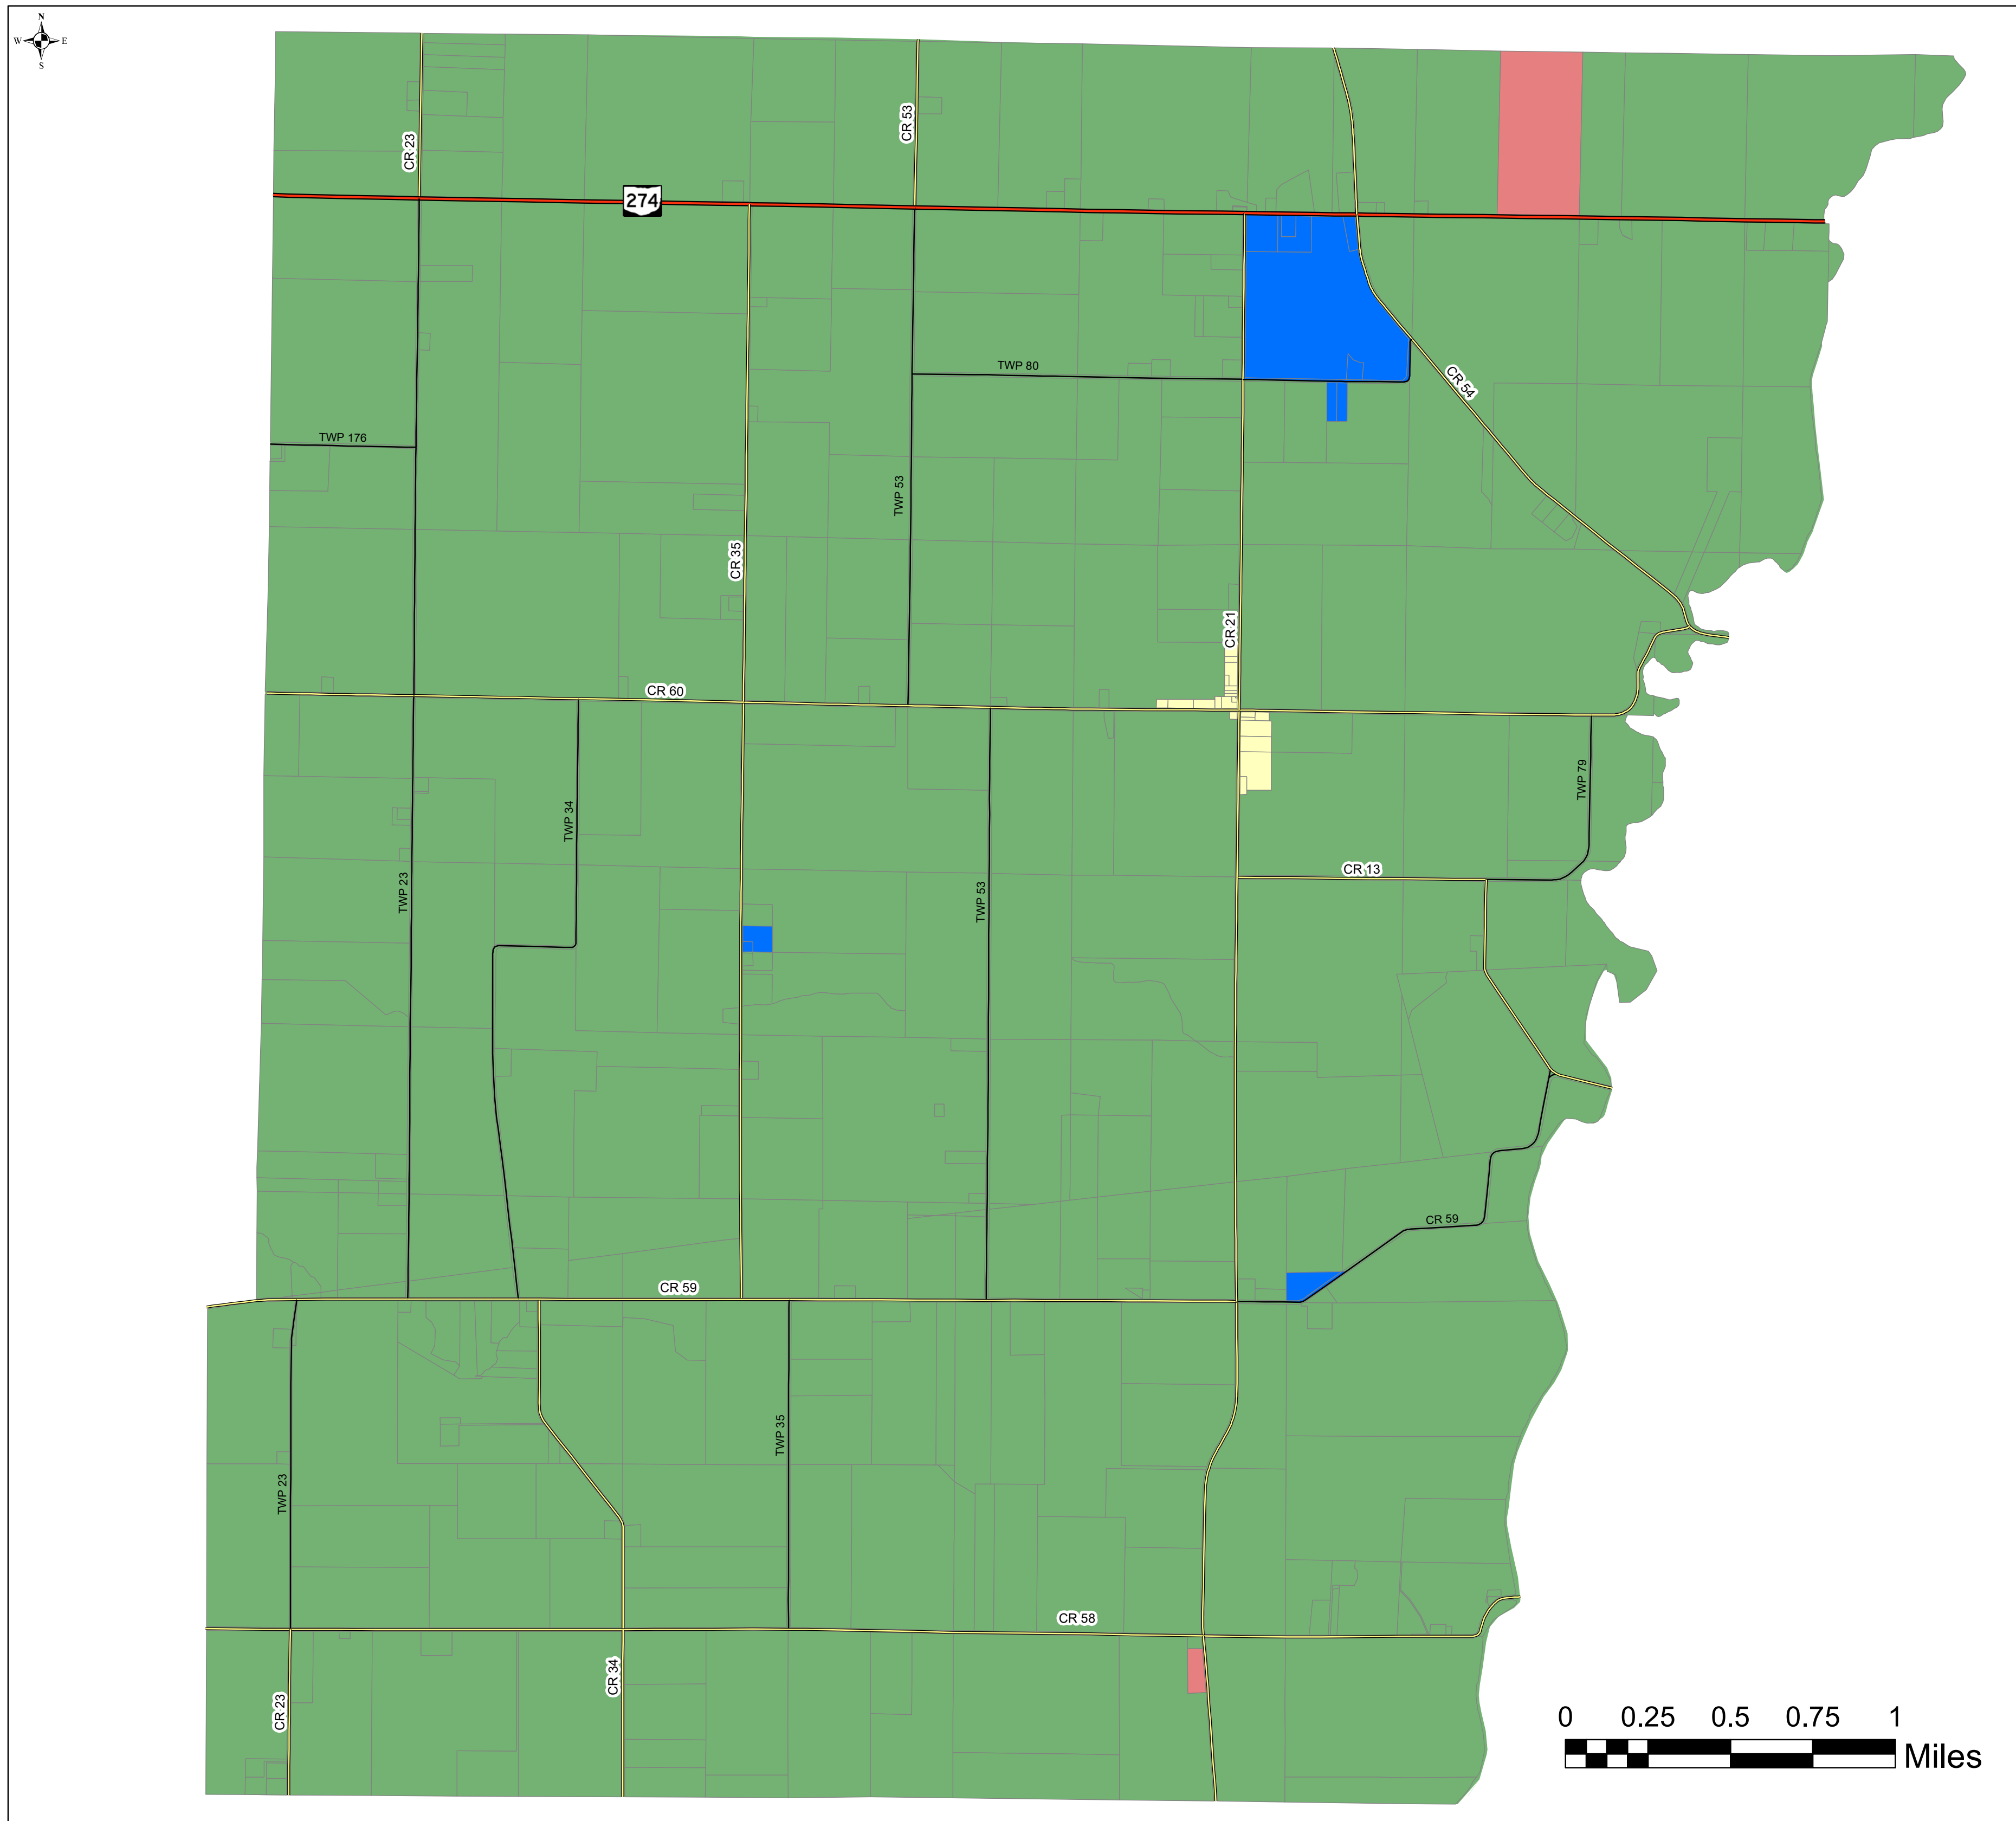 N
W E
S
CR 23
CR 53
274
TWP 80
CR 54
TWP 176
TWP 53
CR 35
CR 21
CR 60
TWP 79
TWP 34
CR 13
TWP 23
TWP 53
CR 59
CR 59
TWP 35
TWP 23
CR 58
CR 34
CR 23
0 0.25 0.5 0.75 1
Miles